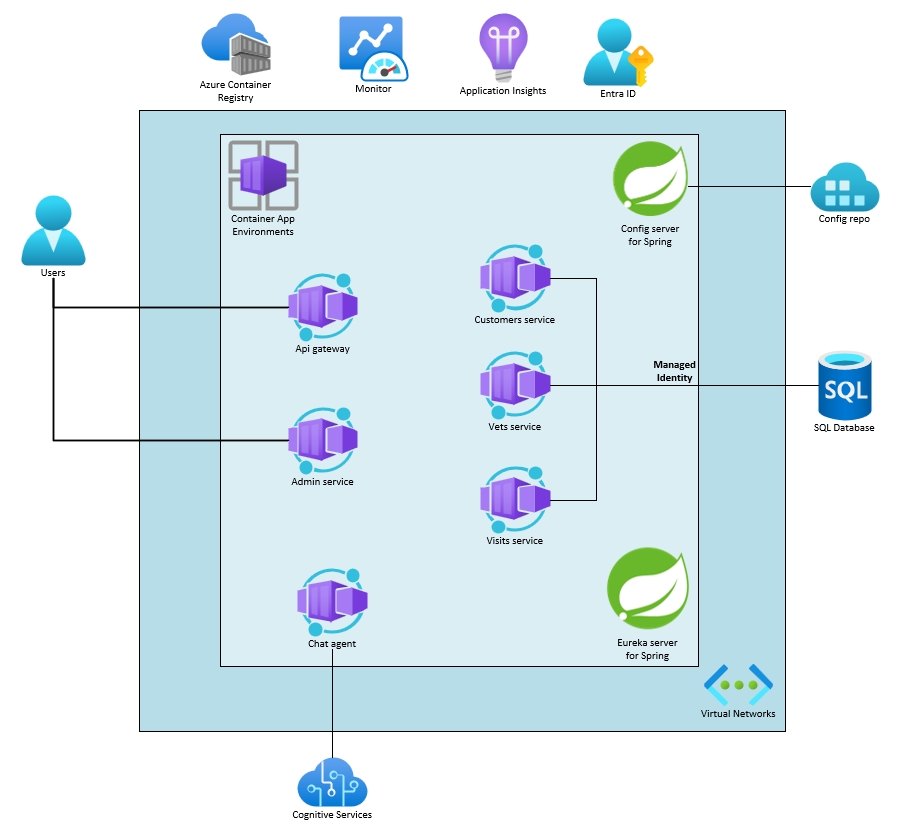 Azure Container
Registry
Monitor
Application Insights
Entra ID
Container App
Environments
Config server
for Spring
Config repo
Users
Customers service
Api gateway
Managed
Identity
SQL
Vets service
SQL Database
Admin service
Visits service
Chat agent
Eureka server
for Spring
Virtual Networks
Cognitive Services